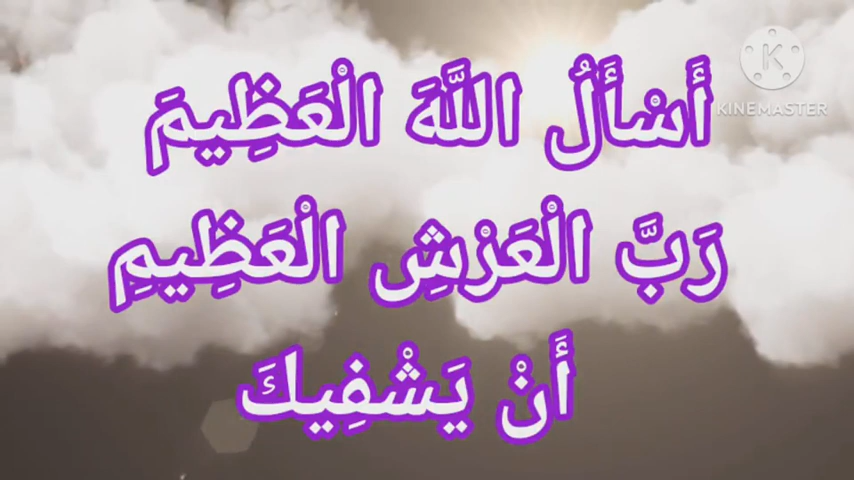 أَسْأَلُ اللَّهَ الْعَظِيمَ
رَبَّ الْعَرْشِ الْعَظِيمِ
أَنْ يَشْفِيكَ
K
KINEMASTER